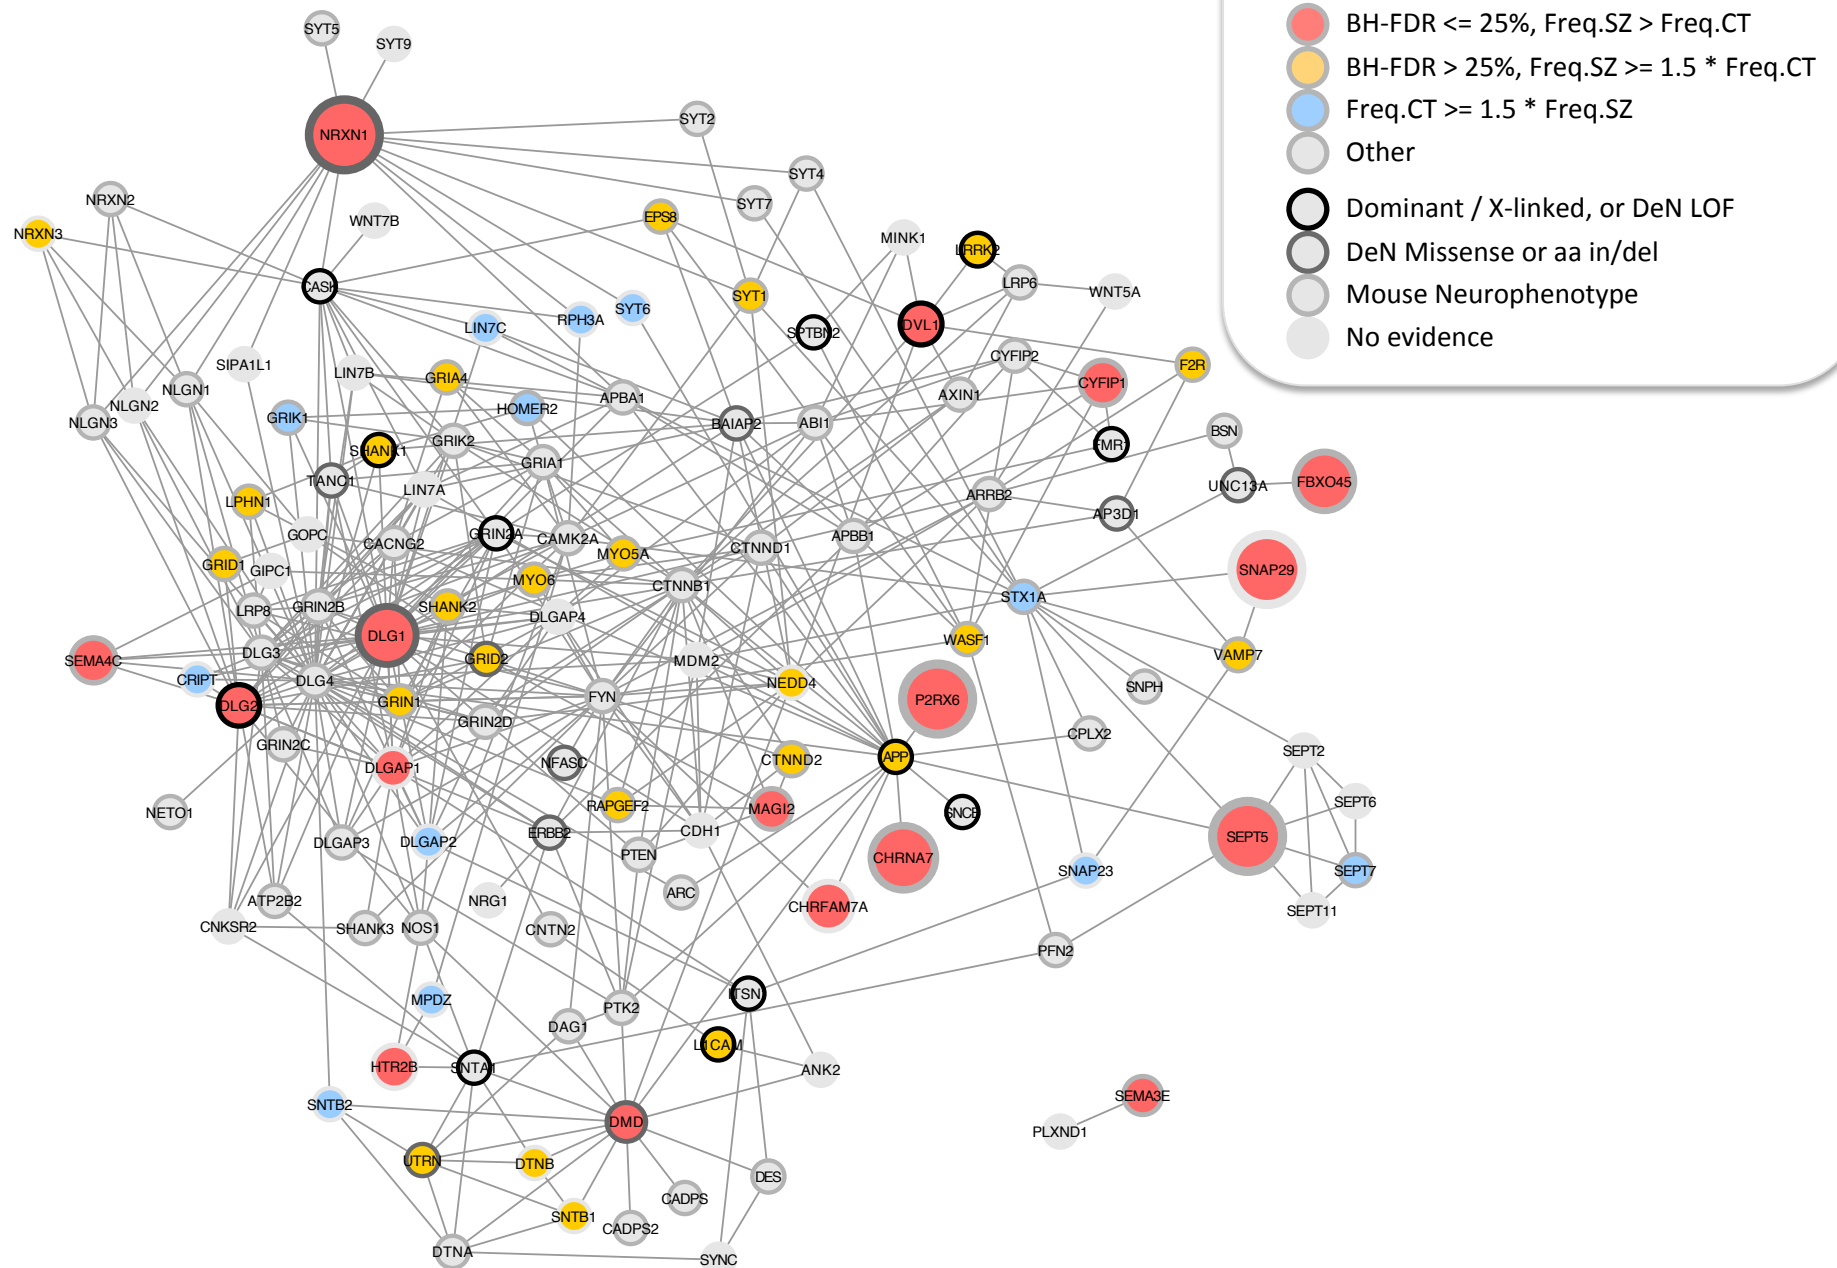 BH-FDR <= 25%, Freq.SZ > Freq.CT
BH-FDR > 25%, Freq.SZ >= 1.5 * Freq.CT
Freq.CT >= 1.5 * Freq.SZ
Other
Dominant / X-linked, or DeN LOF
DeN Missense or aa in/del
Mouse Neurophenotype
No evidence
SYT5
SYT9
NRXN1
SYT2
SYT4
NRXN2
SYT7
WNT7B
EPS8
NRXN3
MINK1
LRRK2
LRP6
CASK
WNT5A
SYT1
SYT6
RPH3A
LIN7C
DVL1
SPTBN2
CYFIP2
SIPA1L1
F2R
LIN7B
GRIA4
CYFIP1
NLGN1
AXIN1
APBA1
NLGN2
HOMER2
GRIK1
NLGN3
BAIAP2
ABI1
BSN
GRIK2
FMR1
SHANK1
GRIA1
TANC1
FBXO45
UNC13A
LIN7A
ARRB2
LPHN1
AP3D1
GOPC
GRIN2A
CAMK2A
APBB1
CACNG2
CTNND1
MYO5A
GRID1
GIPC1
SNAP29
MYO6
CTNNB1
STX1A
LRP8
GRIN2B
SHANK2
DLGAP4
DLG1
WASF1
DLG3
VAMP7
SEMA4C
GRID2
MDM2
CRIPT
DLG4
NEDD4
SNPH
FYN
P2RX6
GRIN1
DLG2
GRIN2D
CPLX2
GRIN2C
SEPT2
APP
CTNND2
NFASC
DLGAP1
SEPT6
RAPGEF2
MAGI2
NETO1
ERBB2
CDH1
SEPT5
DLGAP3
DLGAP2
PTEN
CHRNA7
SNAP23
SEPT7
ARC
NRG1
ATP2B2
CHRFAM7A
SEPT11
CNKSR2
SHANK3
NOS1
CNTN2
PFN2
MPDZ
PTK2
DAG1
L1CAM
HTR2B
SNTA1
ANK2
SEMA3E
SNTB2
DMD
PLXND1
UTRN
DTNB
DES
CADPS
SNTB1
CADPS2
DTNA
SYNC